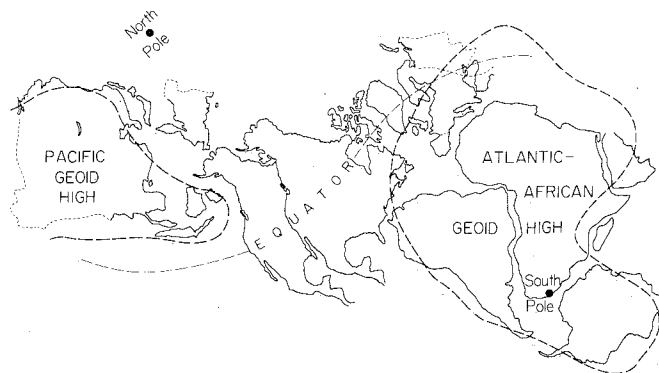 North
Pole
PACIFIC
GEOID
HIGH
EQUATOR
ATLANTIC-
AFRICAN
GEOID HIGH
South
Pole